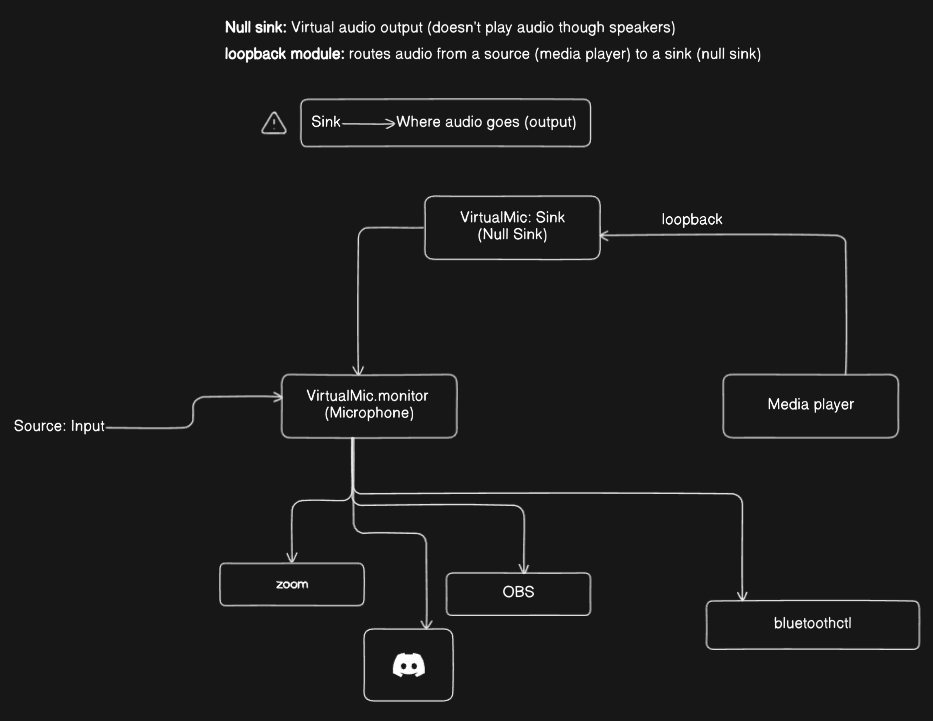 Null sink: Virtual audio output (doesn't play audio though speakers)
loopback module: routes audio from a source (media player) to a sink (null sink)
Sink
Where audio goes (output)
VirtualMic: Sink
(Null Sink)
loopback
VirtualMic.monitor
(Microphone)
Media player
Source: Input
zoom
OBS
bluetoothctl